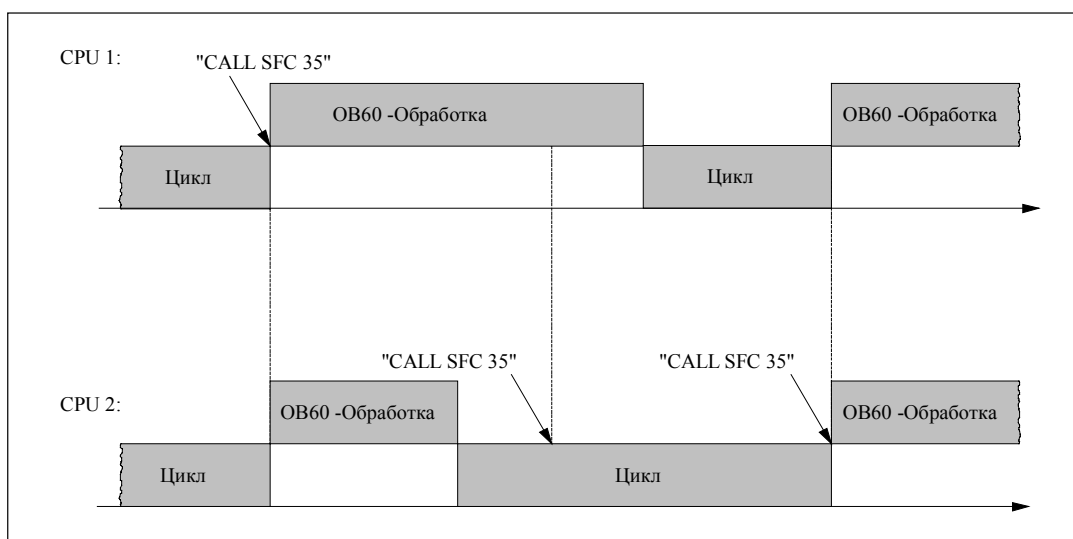 CPU 1:
"CALL SFC 35"
OB60 -Обработка
OB60 -Обработка
Цикл
Цикл
"CALL SFC 35"
"CALL SFC 35"
CPU 2:
OB60 -Обработка
OB60 -Обработка
Цикл
Цикл